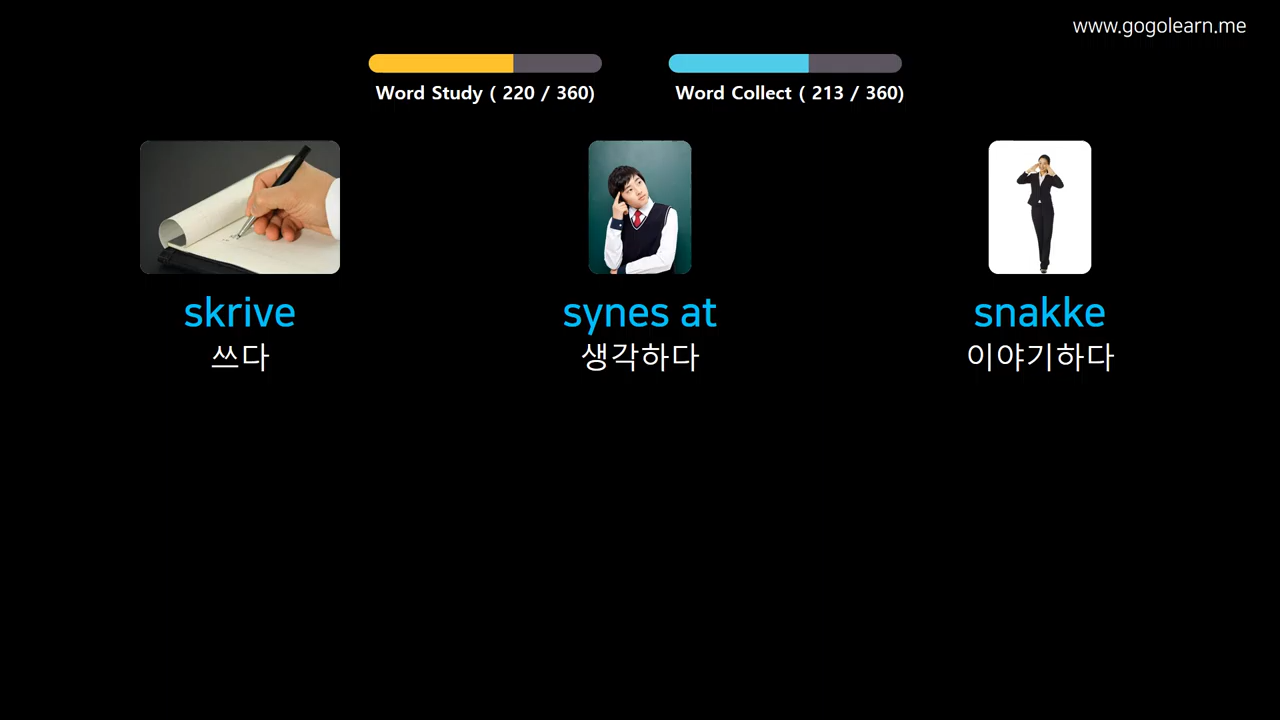 www.gogolearn.me
Word Study ( 220 / 360)
Word Collect ( 213 / 360)
skrive
쓰다
synes at
생각하다
snakke
이야기하다